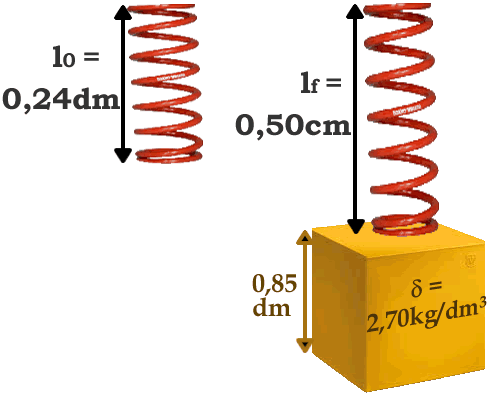 l0 =
0,24dm
lf =
0,50cm
0,85
dm
δ =
2,70kg/dm³